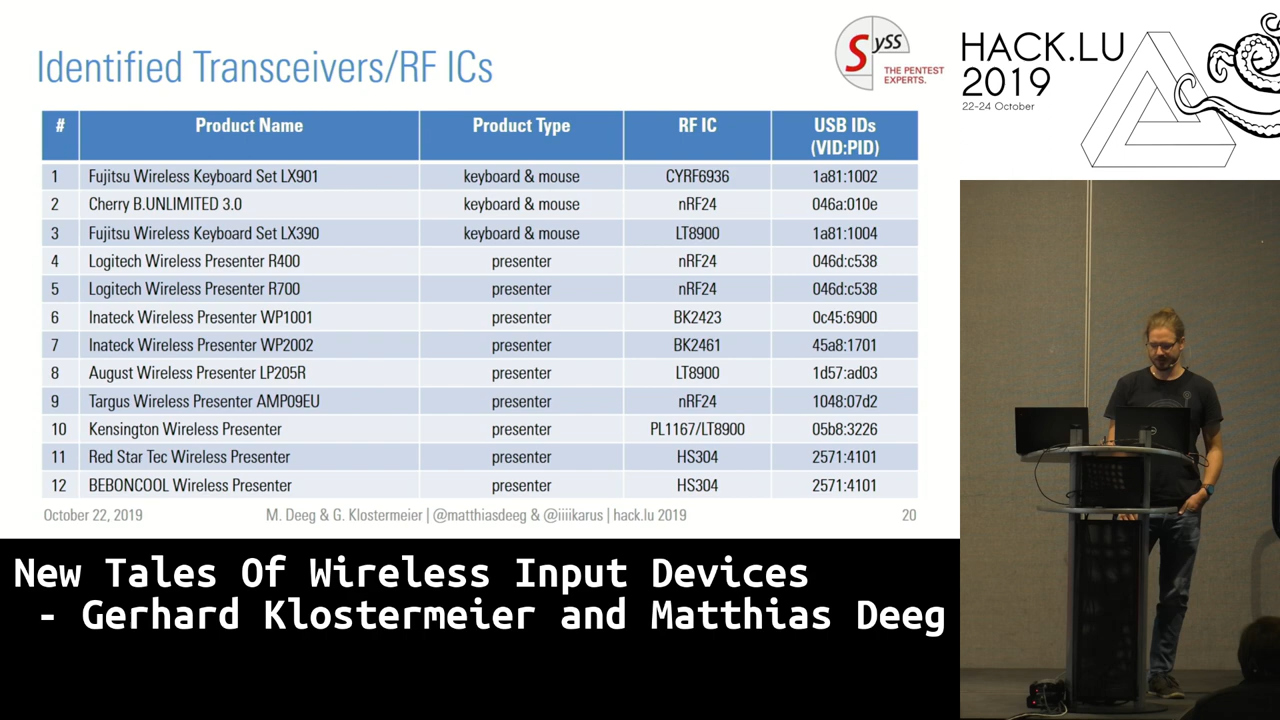 Identified Transceivers/RF ICs
SySS
THE PENTEST
EXPERTS.
# Product Name Product Type RF IC USB IDs
(VID:PID)
1 Fujitsu Wireless Keyboard Set LX901 keyboard & mouse CYRF6936 1a81:1002
2 Cherry B.UNLIMITED 3.0 keyboard & mouse nRF24 046a:010e
3 Fujitsu Wireless Keyboard Set LX390 keyboard & mouse LT8900 1a81:1004
4 Logitech Wireless Presenter R400 presenter nRF24 046d:c538
5 Logitech Wireless Presenter R700 presenter nRF24 046d:c538
6 Inateck Wireless Presenter WP1001 presenter BK2423 0c45:6900
7 Inateck Wireless Presenter WP2002 presenter BK2461 45a8:1701
8 August Wireless Presenter LP205R presenter LT8900 1d57:ad03
9 Targus Wireless Presenter AMP09EU presenter nRF24 1048:07d2
10 Kensington Wireless Presenter presenter PL1167/LT8900 05b8:3226
11 Red Star Tec Wireless Presenter presenter HS304 2571:4101
12 BEBONCOOL Wireless Presenter presenter HS304 2571:4101
October 22, 2019 M. Deeg & G. Klostermeier | @matthiasdeeg & @iiiikarus | hack.lu 2019 20
HACK.LU
2019
22-24 October
New Tales Of Wireless Input Devices
- Gerhard Klostermeier and Matthias Deeg